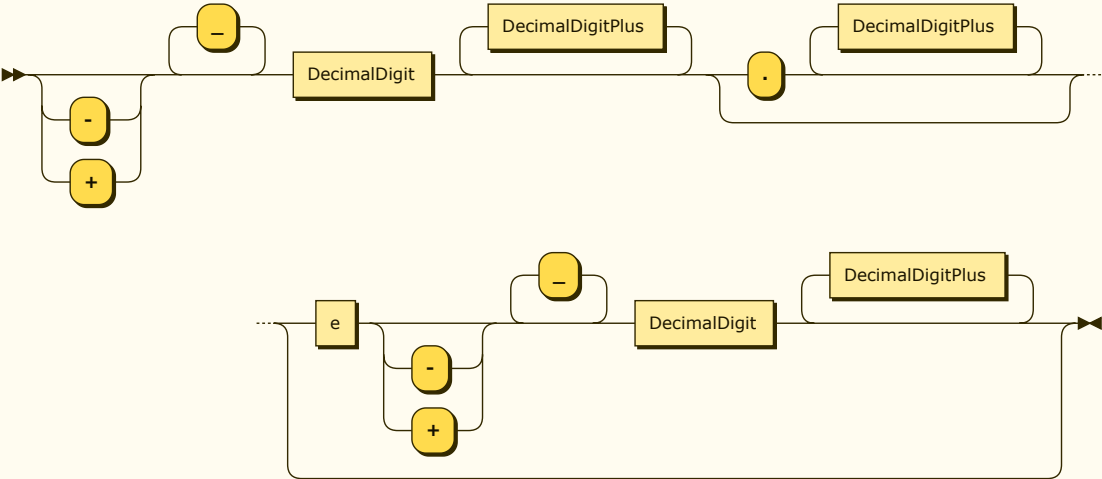 _ DecimalDigitPlus DecimalDigitPlus
DecimalDigit .
-
+
_ DecimalDigitPlus
e DecimalDigit
-
+